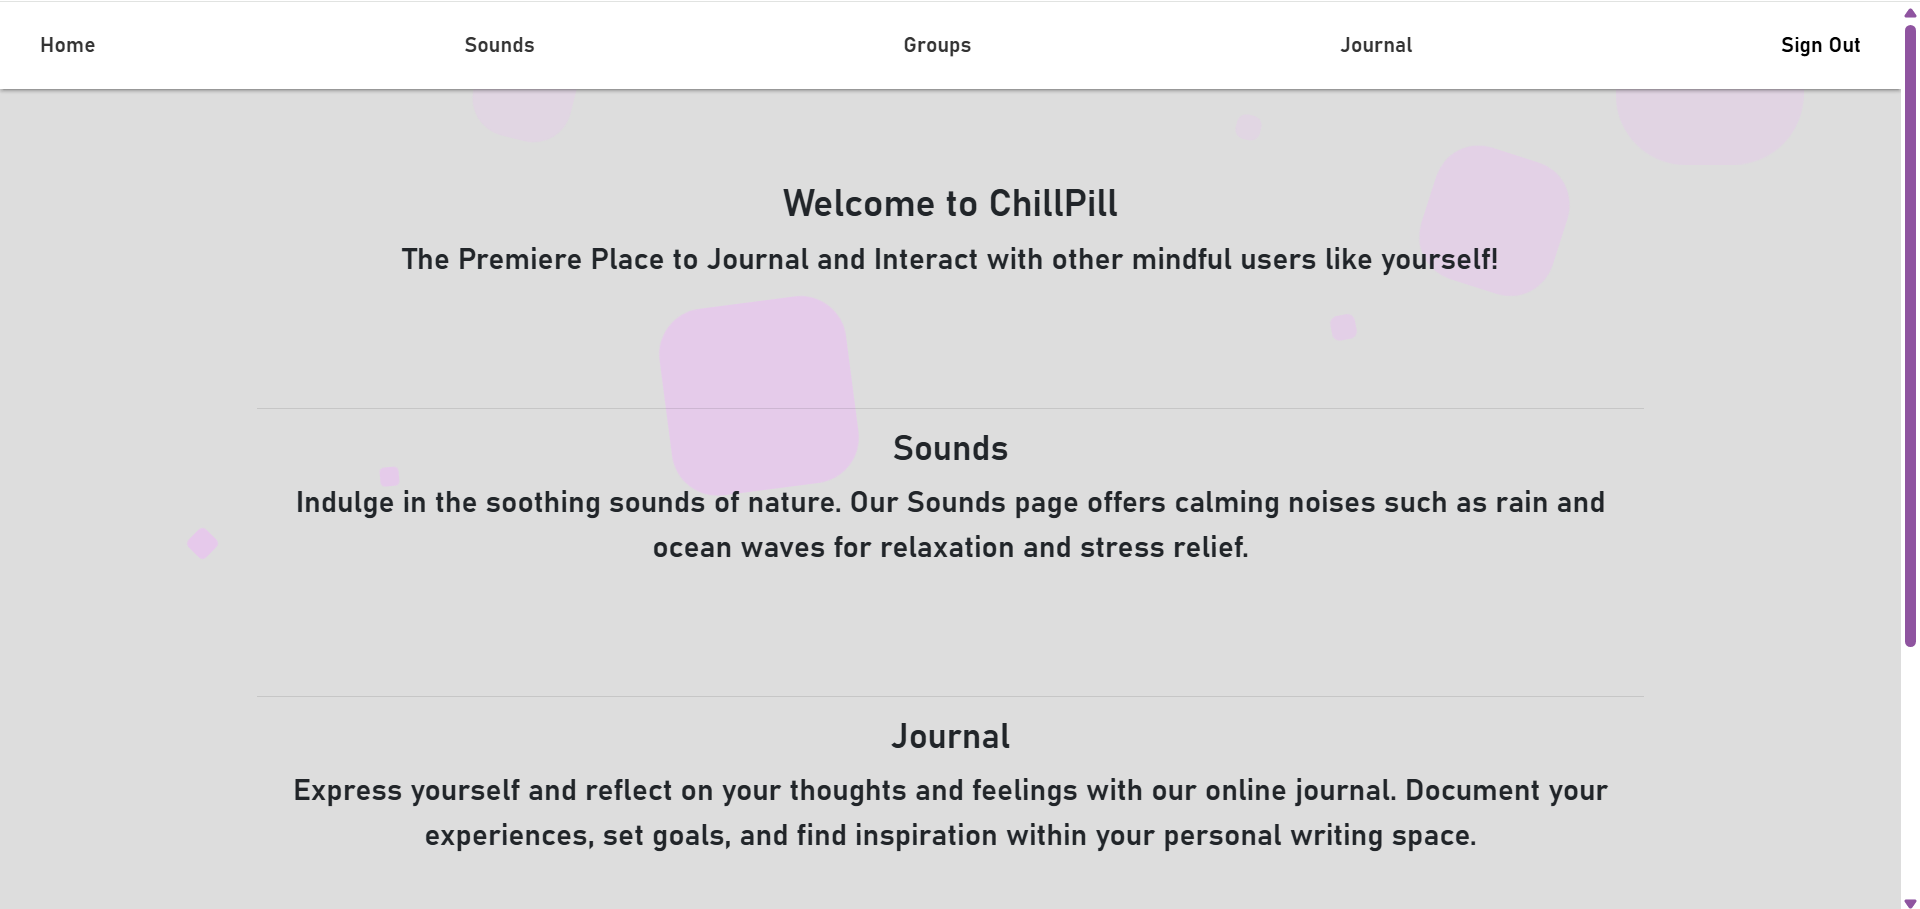 Home Sounds Groups Journal Sign Out
Welcome to ChillPill
The Premiere Place to Journal and Interact with other mindful users like yourself!
Sounds
Indulge in the soothing sounds of nature. Our Sounds page offers calming noises such as rain and
ocean waves for relaxation and stress relief.
Journal
Express yourself and reflect on your thoughts and feelings with our online journal. Document your
experiences, set goals, and find inspiration within your personal writing space.